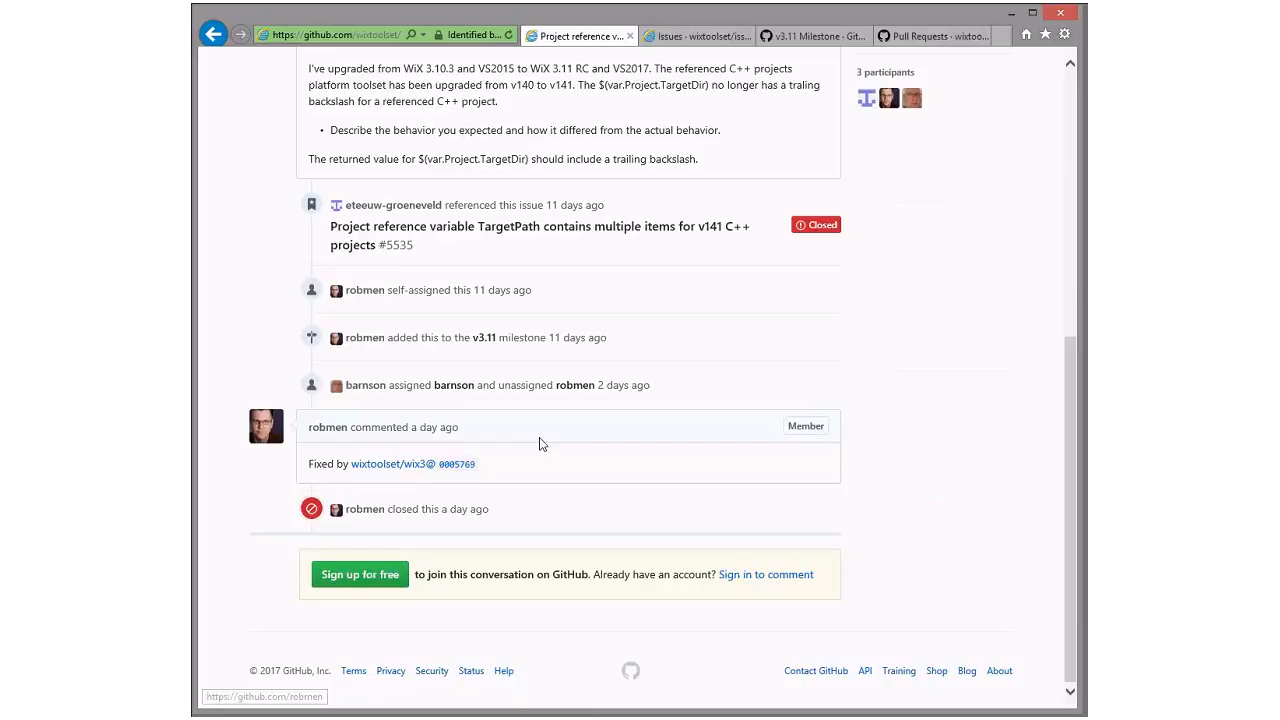 https://github.com/wixtoolset/
Identified b...
Project reference v...
Issues · wixtoolset/iss...
v3.11 Milestone · Git...
Pull Requests · wixtoo...
I've upgraded from WiX 3.10.3 and VS2015 to WiX 3.11 RC and VS2017. The referenced C++ projects
platform toolset has been upgraded from v140 to v141. The $(var.Project.TargetDir) no longer has a traling
backslash for a referenced C++ project.
• Describe the behavior you expected and how it differed from the actual behavior.
The returned value for $(var.Project.TargetDir) should include a trailing backslash.
3 participants
eteeuw-groeneveld referenced this issue 11 days ago
Project reference variable TargetPath contains multiple items for v141 C++
projects #5535
Closed
robmen self-assigned this 11 days ago
robmen added this to the v3.11 milestone 11 days ago
barnson assigned barnson and unassigned robmen 2 days ago
robmen commented a day ago
Member
Fixed by wixtoolset/wix3@ 0005769
robmen closed this a day ago
Sign up for free to join this conversation on GitHub. Already have an account? Sign in to comment
© 2017 GitHub, Inc. Terms Privacy Security Status Help
Contact GitHub API Training Shop Blog About
https://github.com/robmen